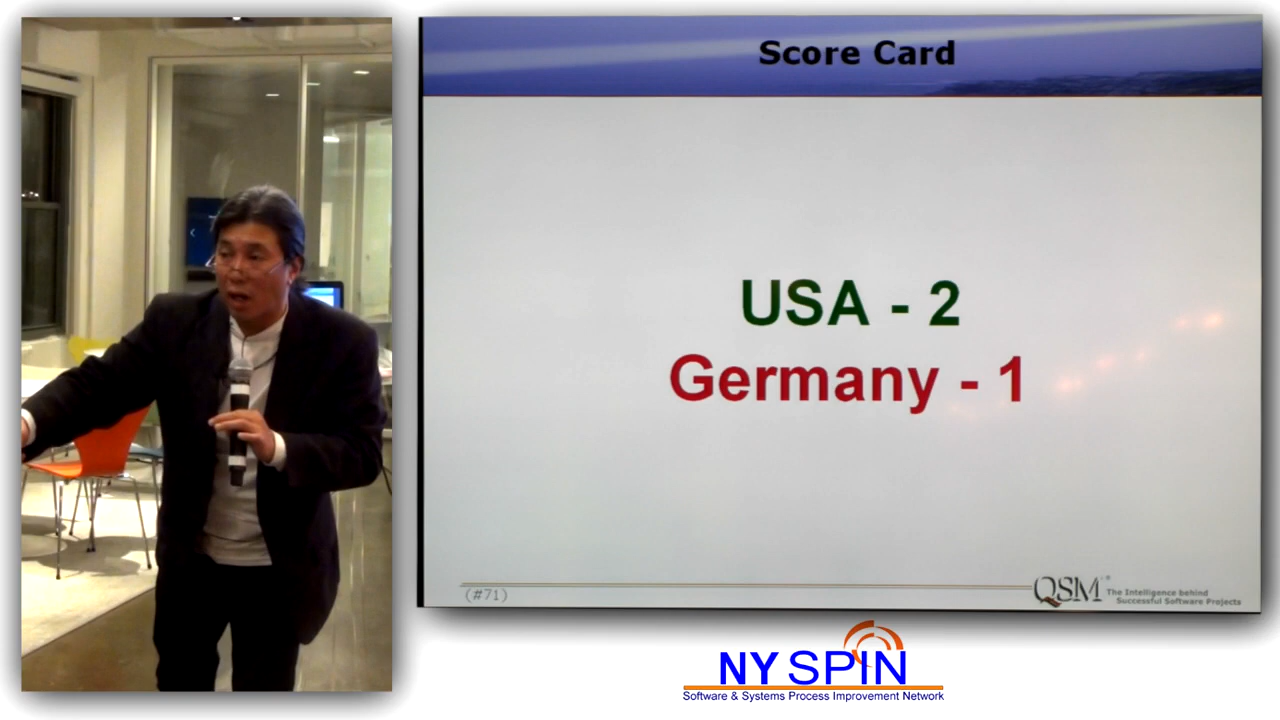 Score Card
USA - 2
Germany - 1
(#71)
QSM®
The Intelligence behind
Successful Software Projects
NY SPIN
Software & Systems Process Improvement Network